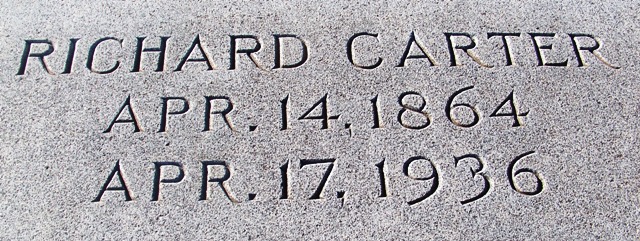 RICHARD CARTER
APR. 14, 1864
APR. 17, 1936